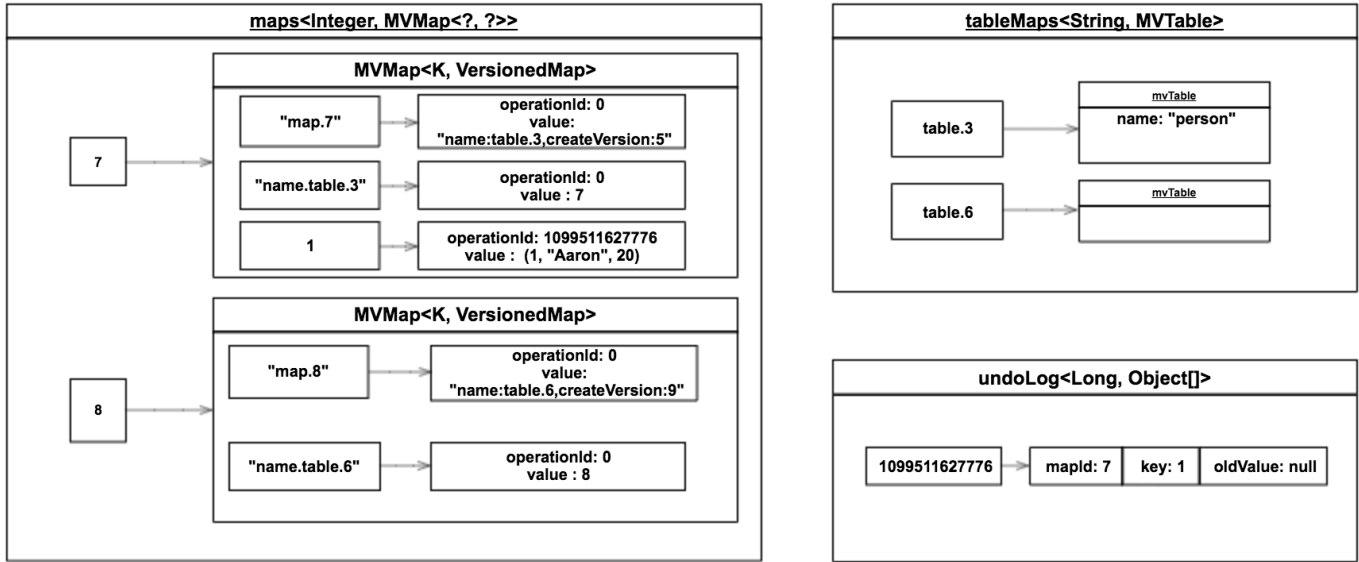 maps<Integer, MVMap<?, ?>>
7
MVMap<K, VersionedMap>
"map.7"
operationId: 0
value:
"name:table.3,createVersion:5"
"name.table.3"
operationId: 0
value : 7
1
operationId: 1099511627776
value : (1, "Aaron", 20)
8
MVMap<K, VersionedMap>
"map.8"
operationId: 0
value:
"name:table.6,createVersion:9"
"name.table.6"
operationId: 0
value : 8
tableMaps<String, MVTable>
table.3
mvTable
name: "person"
table.6
mvTable
undoLog<Long, Object[]>
1099511627776
mapId: 7
key: 1
oldValue: null